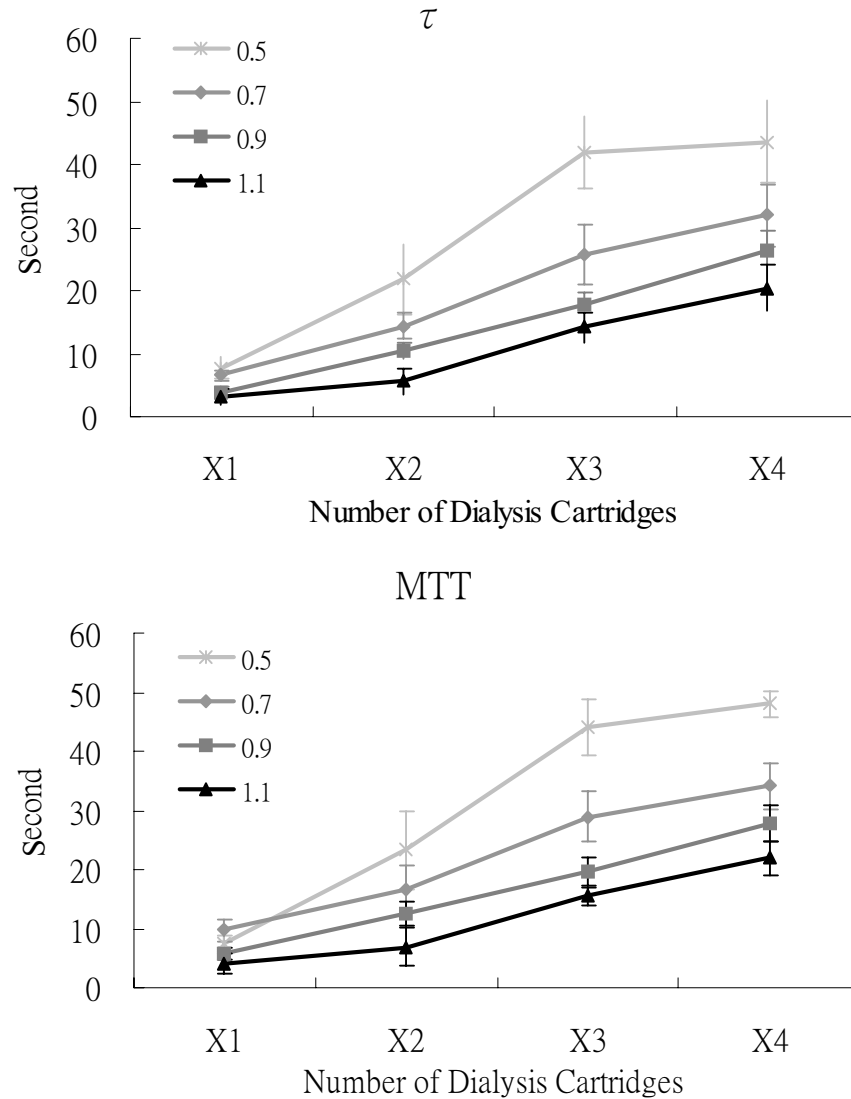 τ
60
50
40
30
20
10
0
Second
0.5
0.7
0.9
1.1
X1 X2 X3 X4
Number of Dialysis Cartridges
MTT
60
50
40
30
20
10
0
Second
0.5
0.7
0.9
1.1
X1 X2 X3 X4
Number of Dialysis Cartridges